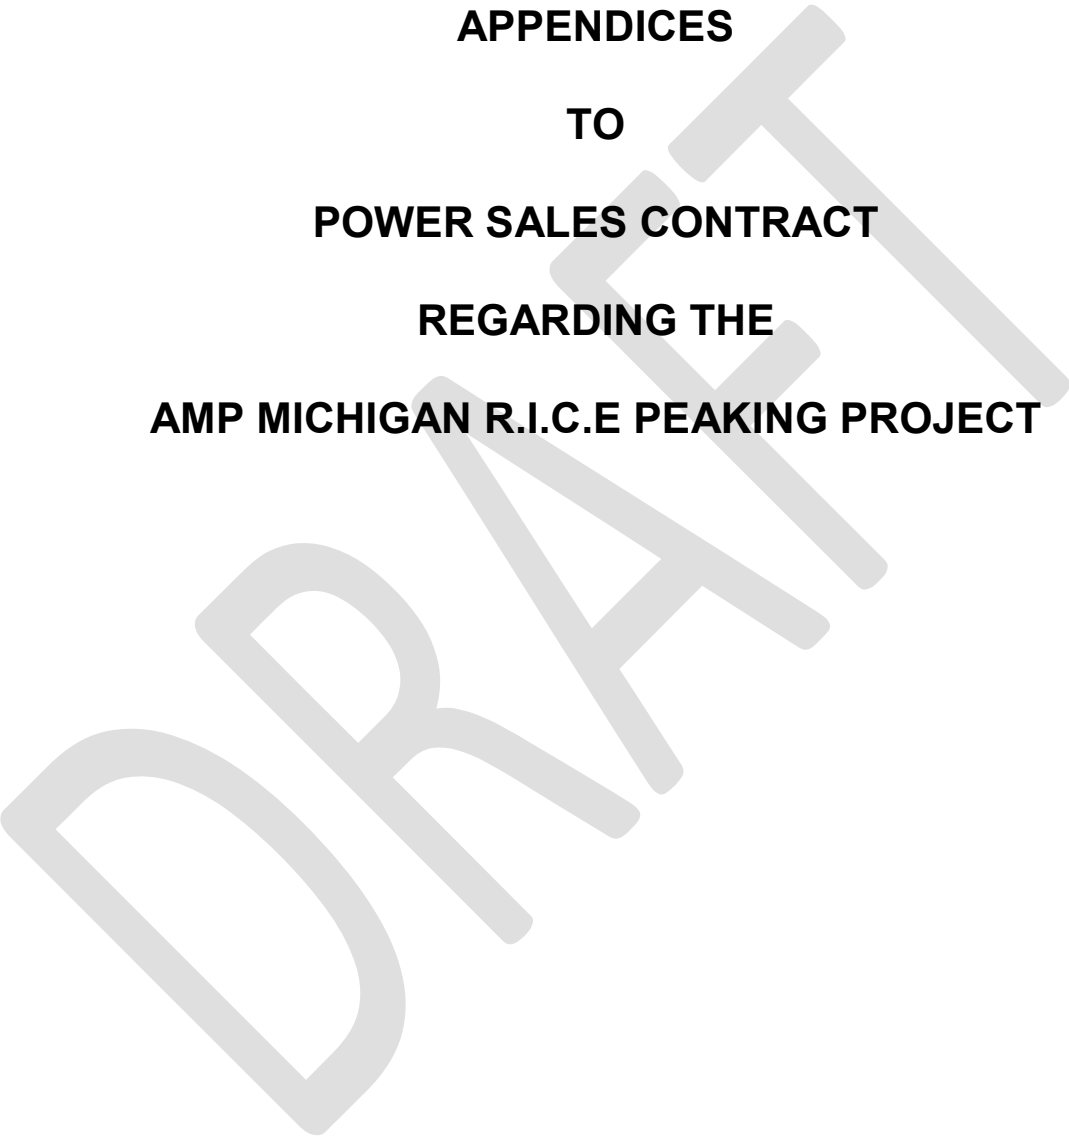 APPENDICES
TO
POWER SALES CONTRACT
REGARDING THE
AMP MICHIGAN R.I.C.E PEAKING PROJECT
DRAFT